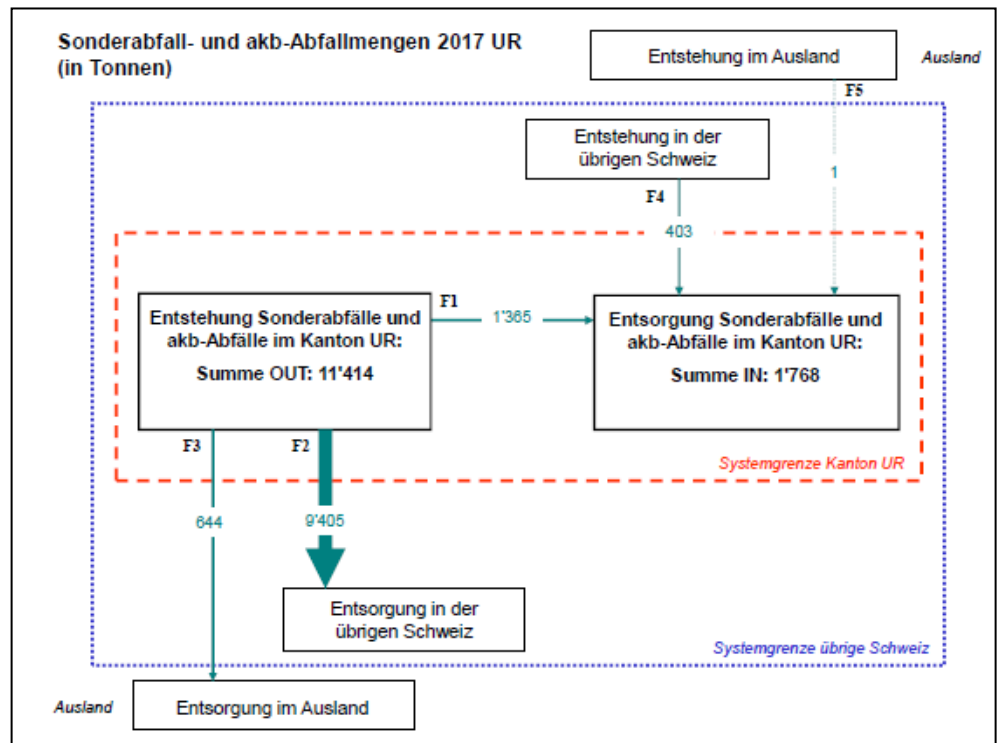 Sonderabfall- und akb-Abfallmengen 2017 UR
(in Tonnen)
Entstehung im Ausland
Ausland
F5
Entstehung in der
übrigen Schweiz
1
F4
403
Entstehung Sonderabfälle und
akb-Abfälle im Kanton UR:
Summe OUT: 11'414
F1
1'365
Entsorgung Sonderabfälle und
akb-Abfälle im Kanton UR:
Summe IN: 1'768
F3
F2
Systemgrenze Kanton UR
644
9'405
Entsorgung in der
übrigen Schweiz
Systemgrenze übrige Schweiz
Ausland
Entsorgung im Ausland